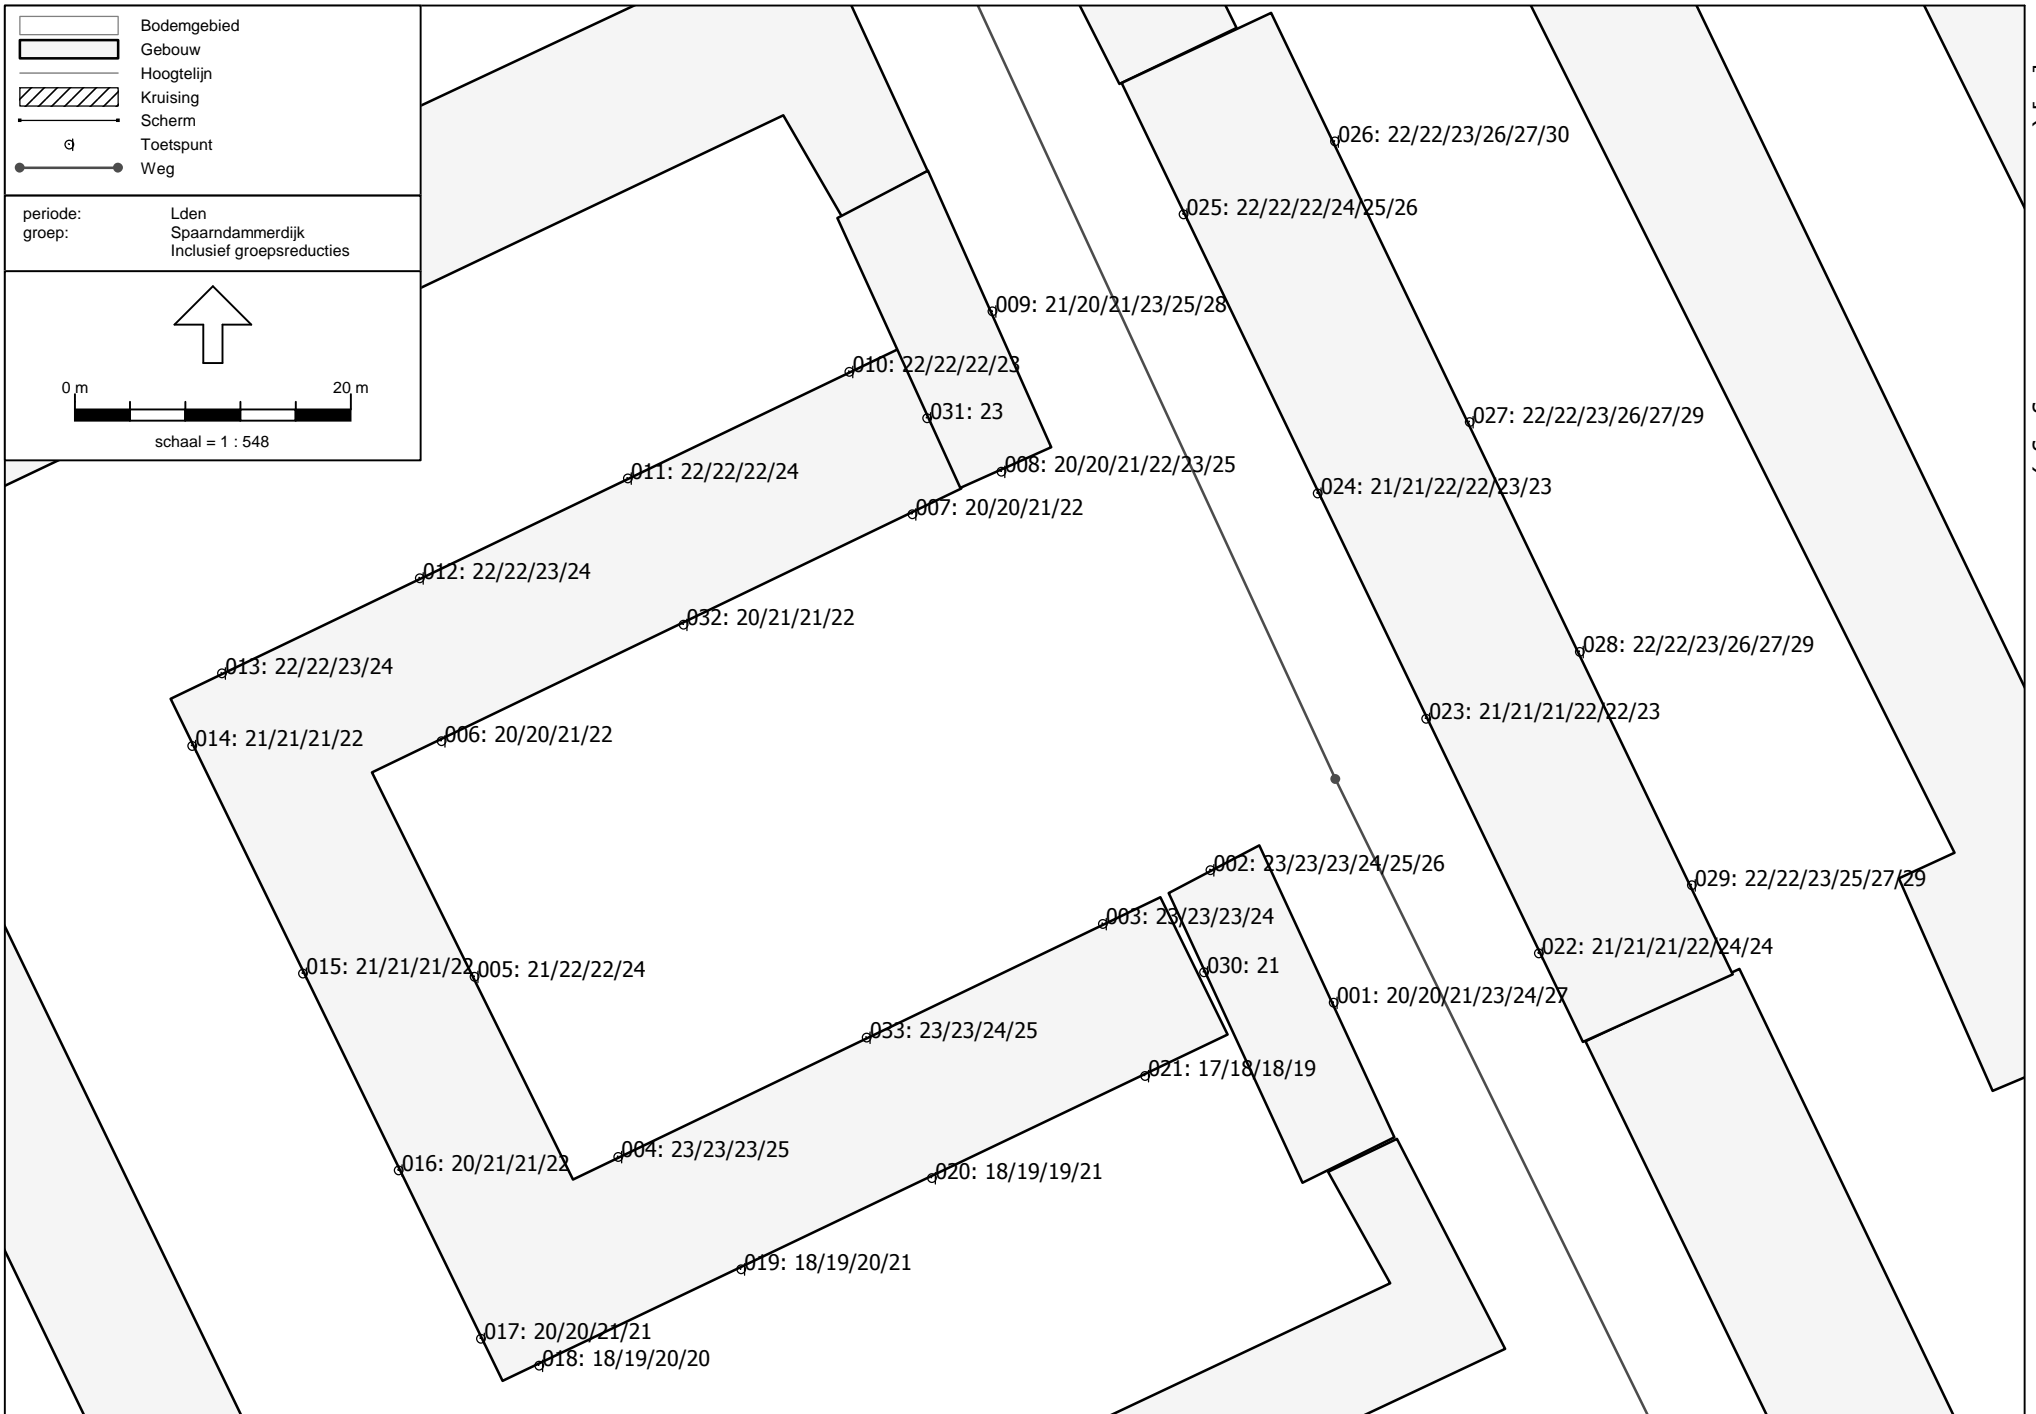 Bodemgebied
Gebouw
Hoogtelijn
Kruising
Scherm
Toetspunt
Weg
periode: Lden
groep: Spaarndammerdijk
Inclusief groepsreducties
0 m 20 m
schaal = 1 : 548
026: 22/22/23/26/27/30
025: 22/22/22/24/25/26
009: 21/20/21/23/25/28
010: 22/22/22/23
031: 23
027: 22/22/23/26/27/29
008: 20/20/21/22/23/25
011: 22/22/22/24
024: 21/21/22/22/23/23
007: 20/20/21/22
012: 22/22/23/24
032: 20/21/21/22
028: 22/22/23/26/27/29
013: 22/22/23/24
023: 21/21/21/22/22/23
014: 21/21/21/22
006: 20/20/21/22
002: 23/23/23/24/25/26
029: 22/22/23/25/27/29
003: 23/23/23/24
022: 21/21/21/22/24/24
015: 21/21/21/22
005: 21/22/22/24
030: 21
001: 20/20/21/23/24/27
033: 23/23/24/25
021: 17/18/18/19
004: 23/23/23/25
016: 20/21/21/22
020: 18/19/19/21
019: 18/19/20/21
017: 20/20/21/21
018: 18/19/20/20